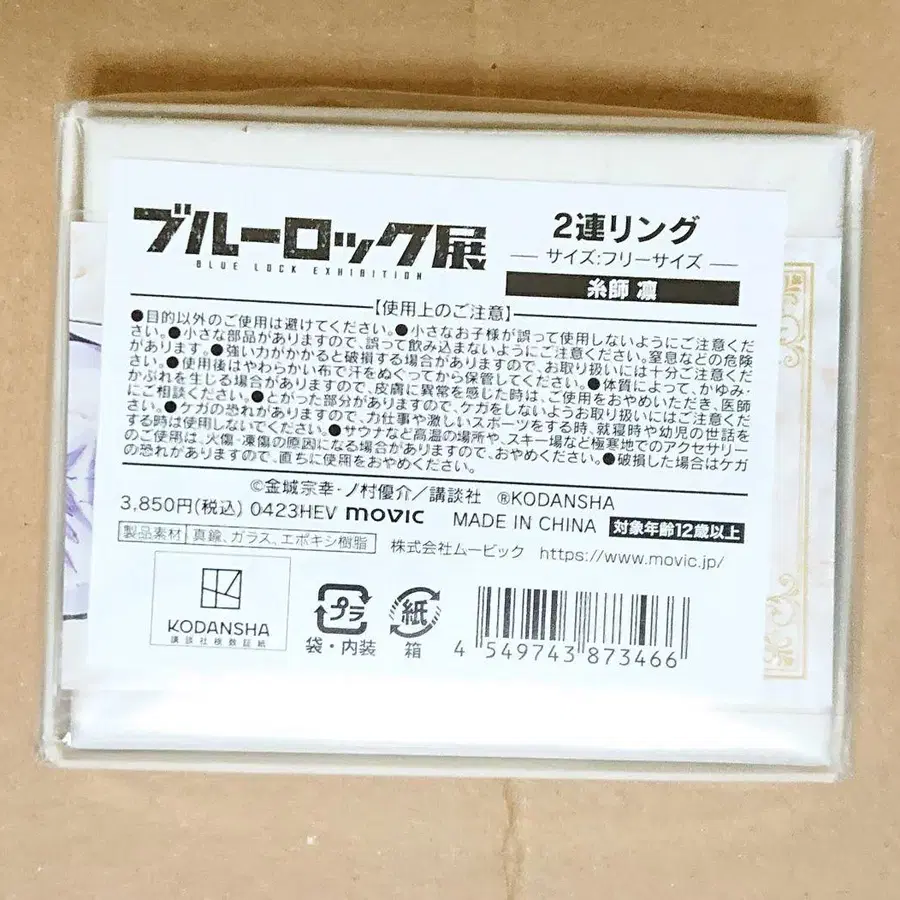 ブルーロック展
BLUE LOCK EXHIBITION
2連リング
サイズ:フリーサイズ
糸師 凛
【使用上のご注意】
●目的以外のご使用は避けてください。●小さなお子様が誤って使用しないようにご注意くだ
さい。●小さな部品がありますので、誤って飲み込まないようにご注意ください。窒息などの危険
があります。●強い力がかかると破損する場合がありますので、お取り扱いには十分ご注意くだ
さい。●使用後はやわらかい布で汗をぬぐってから保管してください。●体質によって、かゆみ・
かぶれを生じる場合がありますので、皮膚に異常を感じた時は、ご使用をおやめいただき、医師
にご相談ください。●とがった部分がありますので、ケガをしないようお取り扱いにはご注意くだ
さい。●ケガの恐れがありますので、力仕事や激しいスポーツをする時、就寝時や幼児の世話を
する時は使用しないでください。●サウナなど高温の場所や、スキー場など極寒地でのアクセサリー
のご使用は、火傷・凍傷の原因になる場合がありますので、おやめください。●破損した場合はケガ
の恐れがありますので、直ちに使用をおやめください。
©金城宗幸・ノ村優介/講談社 ®KODANSHA
3,850円(税込) 0423HEV movic MADE IN CHINA 対象年齢12歳以上
製品素材 真鍮、ガラス、エポキシ樹脂 株式会社ムービック https://www.movic.jp/
KODANSHA
講談社複数証紙
プラ
袋・内装
紙
箱
4 549743 873466